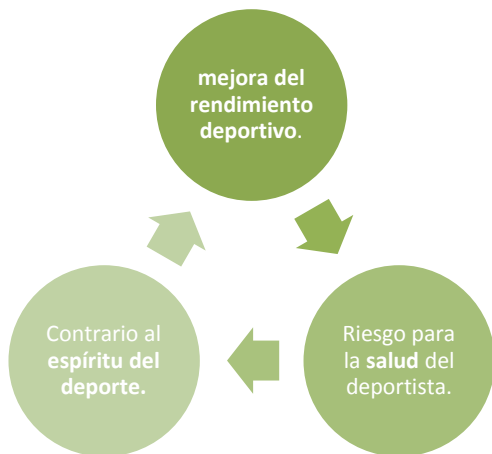 mejora del
rendimiento
deportivo.
Contrario al
espíritu del
deporte.
Riesgo para
la salud del
deportista.